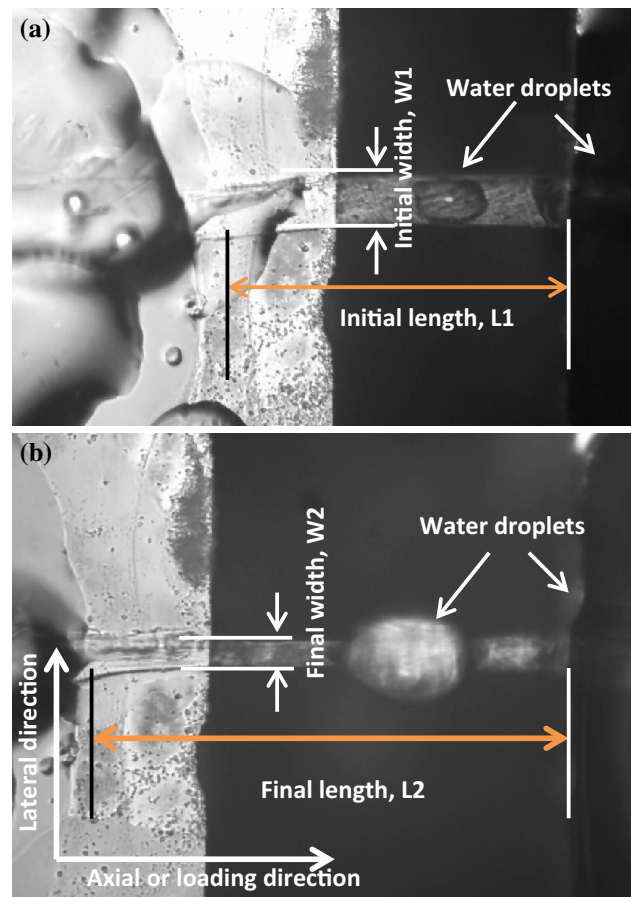 (a)
Water droplets
Initial width, W1
Initial length, L1
(b)
Water droplets
Final width, W2
Final length, L2
Lateral direction
Axial or loading direction